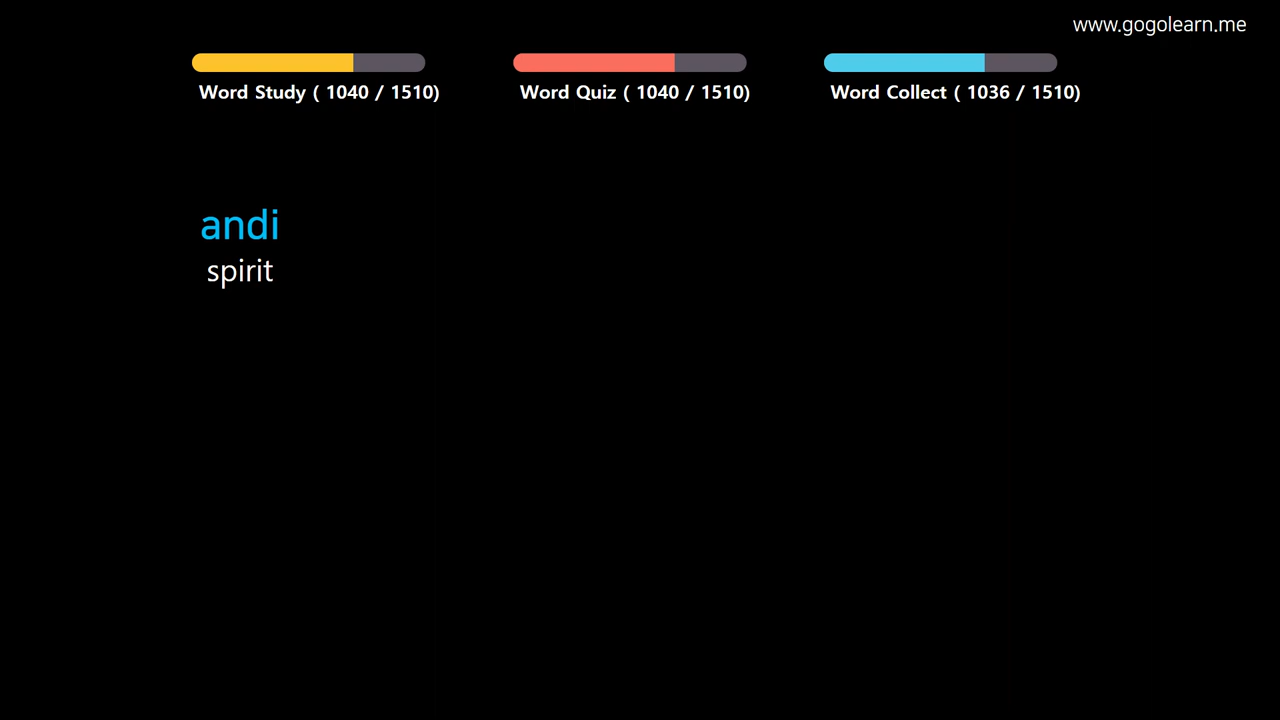 www.gogolearn.me
Word Study ( 1040 / 1510)
Word Quiz ( 1040 / 1510)
Word Collect ( 1036 / 1510)
andi
spirit